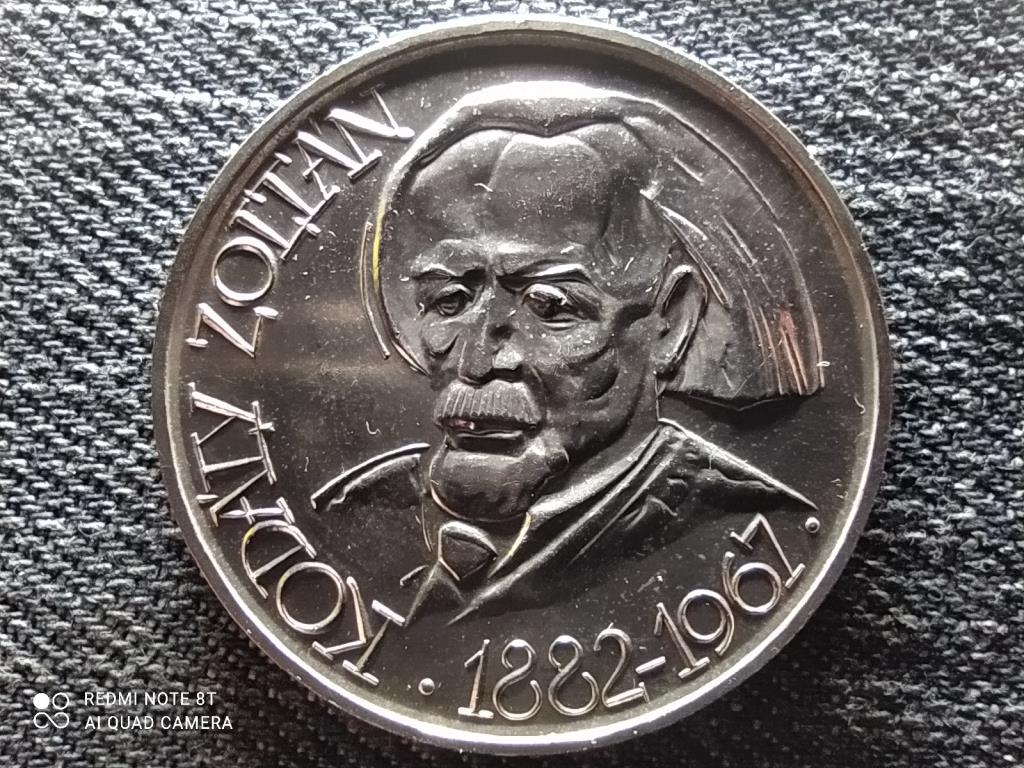 KODÁLY ZOLTÁN
· 1882-1967 ·
REDMI NOTE 8T
AI QUAD CAMERA